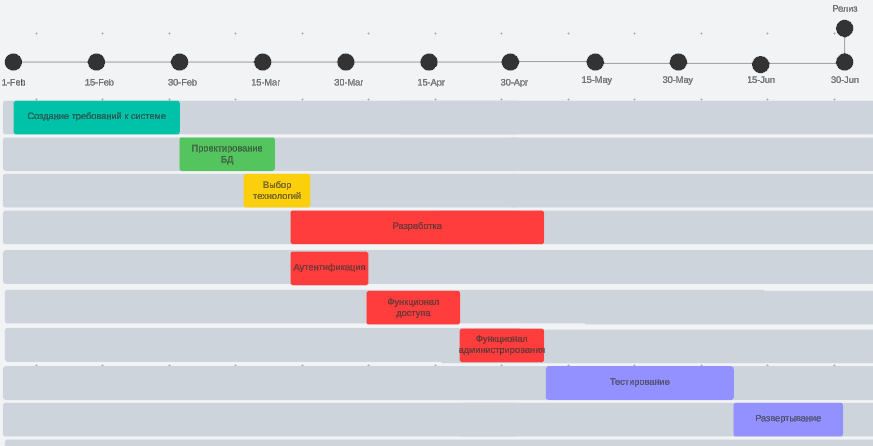 Релиз
1-Feb
15-Feb
30-Feb
15-Mar
30-Mar
15-Apr
30-Apr
15-May
30-May
15-Jun
30-Jun
Создание требований к системе
Проектирование
БД
Выбор
технологий
Разработка
Аутентификация
Функционал
доступа
Функционал
администрирования
Тестирование
Развертывание